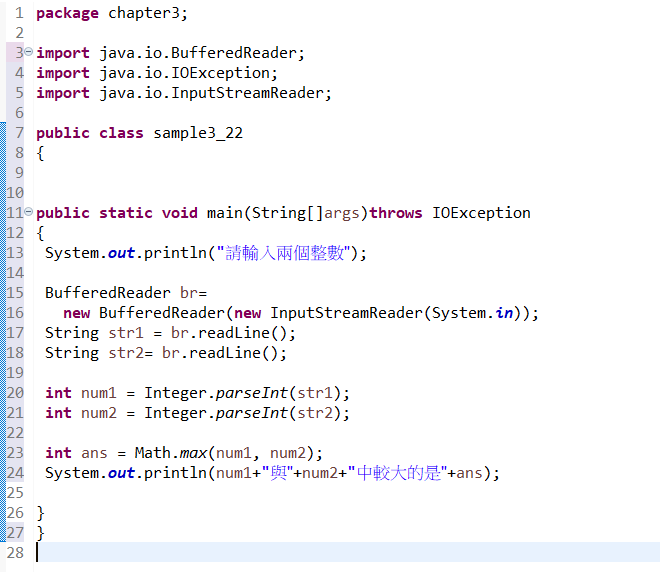 1 package chapter3;
2
3 import java.io.BufferedReader;
4 import java.io.IOException;
5 import java.io.InputStreamReader;
6
7 public class sample3_22
8 {
9
10
11 public static void main(String[]args)throws IOException
12 {
13  System.out.println("請輸入兩個整數");
14
15  BufferedReader br=
16    new BufferedReader(new InputStreamReader(System.in));
17  String str1 = br.readLine();
18  String str2= br.readLine();
19
20  int num1 = Integer.parseInt(str1);
21  int num2 = Integer.parseInt(str2);
22
23  int ans = Math.max(num1, num2);
24  System.out.println(num1+"與"+num2+"中較大的是"+ans);
25
26 }
27 }
28